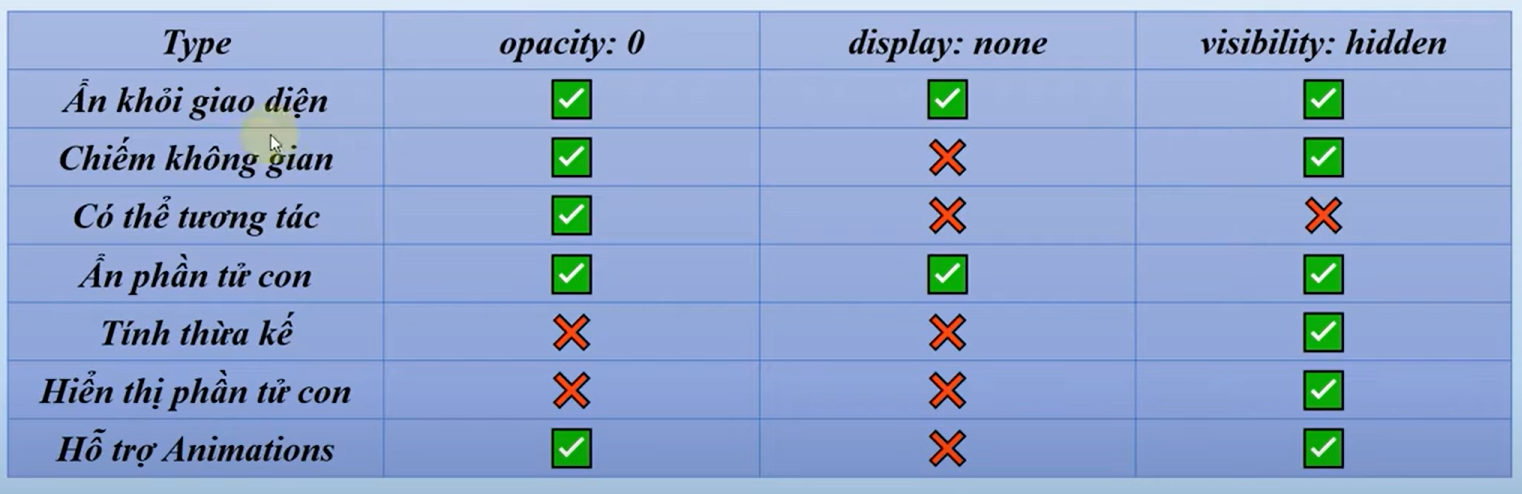 Type opacity: 0 display: none visibility: hidden
Ẩn khỏi giao diện
Chiếm không gian
Có thể tương tác
Ẩn phần tử con
Tính thừa kế
Hiển thị phần tử con
Hỗ trợ Animations